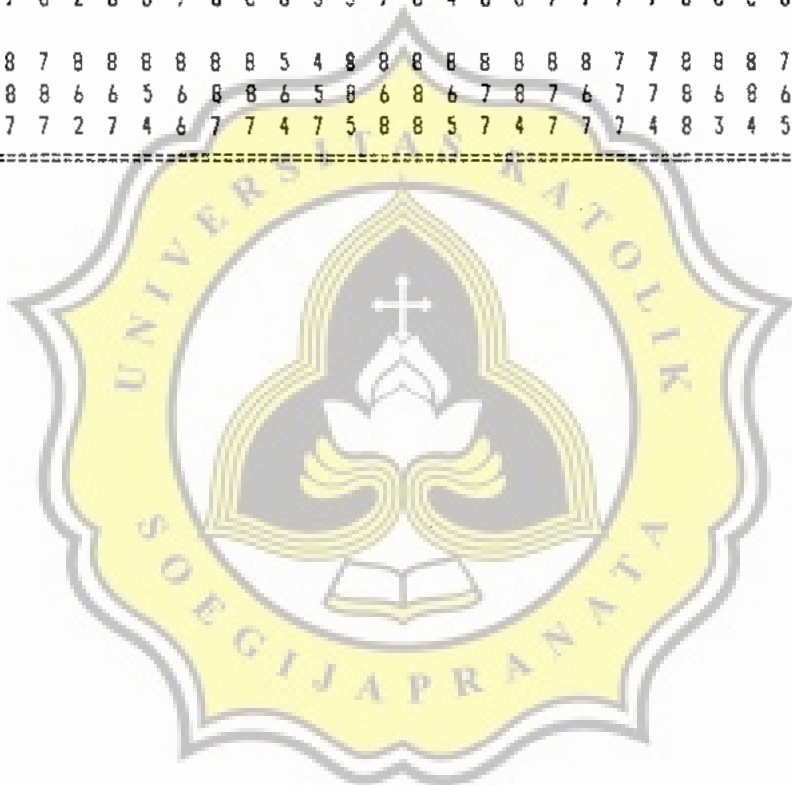 8 7 8 8 8 8 8 8 5 4 8 8 8 8 8 8 8 8 7 7 8 8 8 7
8 8 6 6 5 6 8 8 6 5 8 6 8 6 7 8 7 6 7 7 8 6 8 6
7 7 2 7 4 6 7 7 4 7 5 8 8 5 7 4 7 7 2 4 8 3 4 5
UNIVERSITAS KATOLIK
SOEGIJAPRANATA